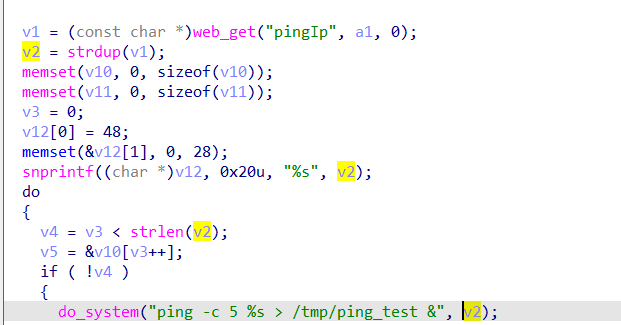 v1 = (const char *)web_get("pingIp", a1, 0);
v2 = strdup(v1);
memset(v10, 0, sizeof(v10));
memset(v11, 0, sizeof(v11));
v3 = 0;
v12[0] = 48;
memset(&v12[1], 0, 28);
snprintf((char *)v12, 0x20u, "%s", v2);
do
{
v4 = v3 < strlen(v2);
v5 = &v10[v3++];
if ( !v4 )
{
do_system("ping -c 5 %s > /tmp/ping_test &", v2);